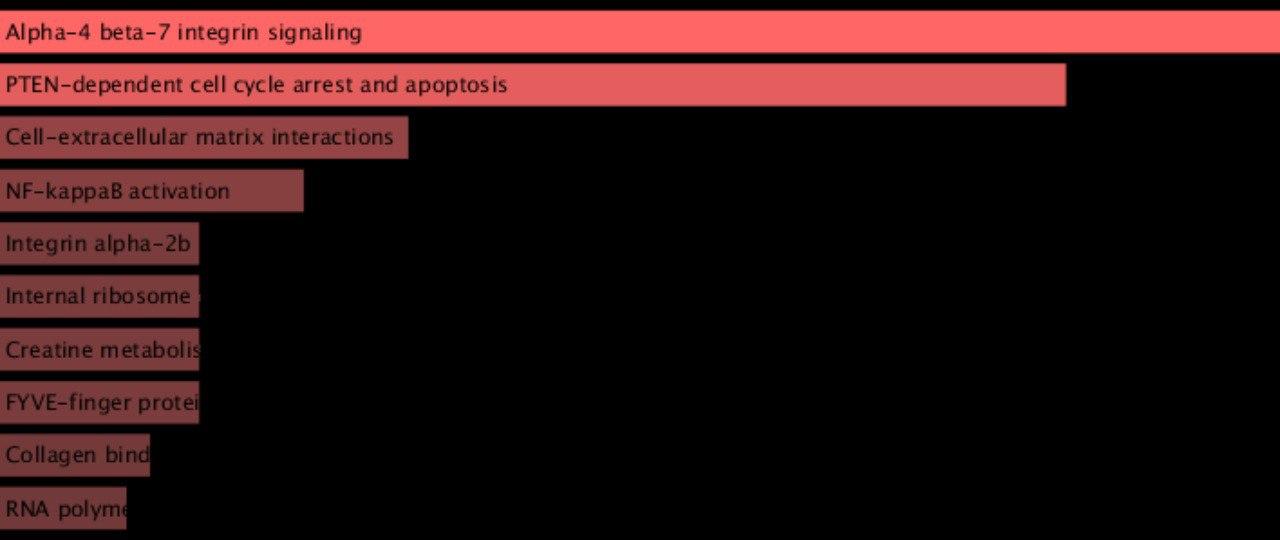 Alpha-4 beta-7 integrin signaling
PTEN-dependent cell cycle arrest and apoptosis
Cell-extracellular matrix interactions
NF-kappaB activation
Integrin alpha-2b
Internal ribosome
Creatine metabolis
FYVE-finger protei
Collagen bind
RNA polyme